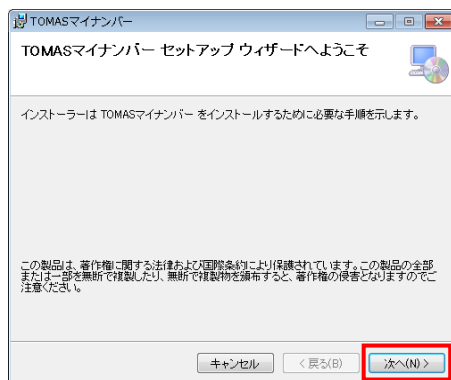 TOMASマイナンバー
TOMASマイナンバー セットアップ ウィザードへようこそ
インストーラーは TOMASマイナンバー をインストールするために必要な手順を示します。
この製品は、著作権に関する法律および国際条約により保護されています。この製品の全部
または一部を無断で複製したり、無断で複製物を頒布すると、著作権の侵害となりますのでご
注意ください。
キャンセル
< 戻る(B)
次へ(N) >